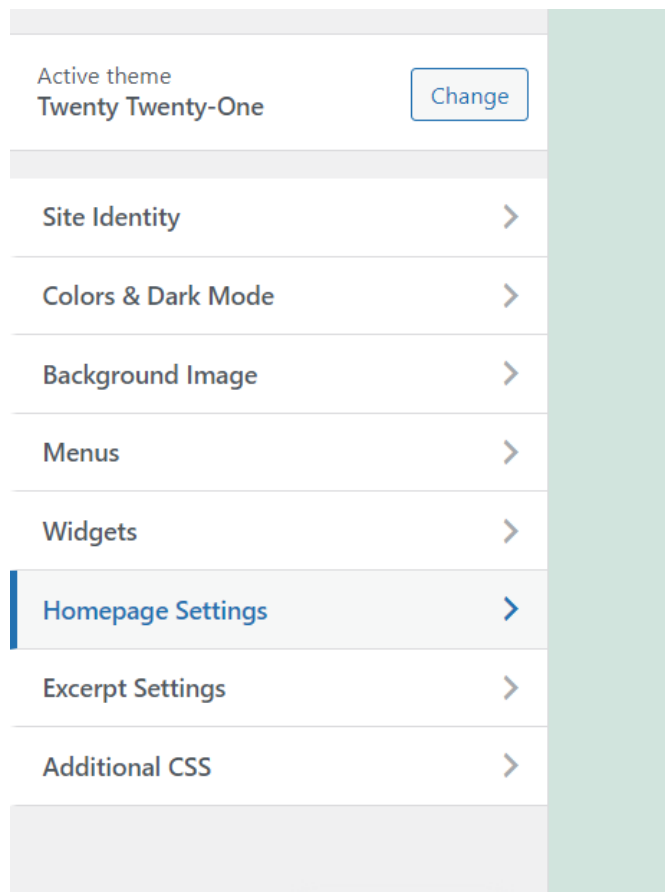 Active theme
Twenty Twenty-One
Change
Site Identity
Colors & Dark Mode
Background Image
Menus
Widgets
Homepage Settings
Excerpt Settings
Additional CSS